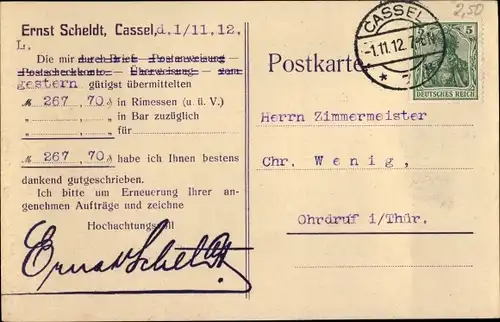 Ernst Scheldt, Cassel, d. 1/11. 12.
L.
Die mir durch Brief - Postanweisung -
Postscheckkonto - Überweisung - vom
gestern gütigst übermittelten
M 267, 70 in Rimessen (u. ü. V.)
" " in Bar zuzüglich
" " für
M 267, 70 habe ich Ihnen bestens
dankend gutgeschrieben.
Ich bitte um Erneuerung Ihrer an-
genehmen Aufträge und zeichne
Hochachtungsvoll
Ernst Scheldt.
Postkarte
CASSEL
-1.11.12. 7-8 N
*
5
DEUTSCHES REICH
2,50
Herrn Zimmermeister
Chr. Wenig,
Ohrdruf i/Thür.